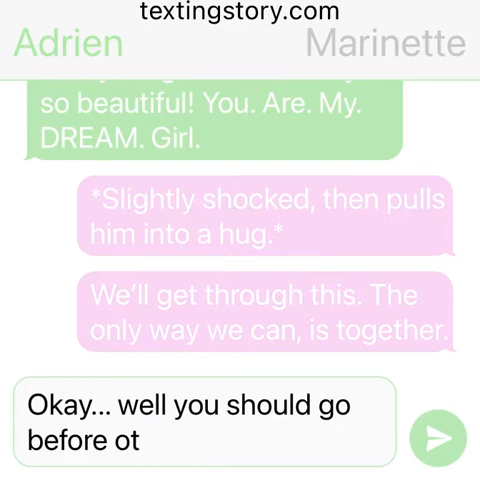 textingstory.com
Adrien
Marinette
so beautiful! You. Are. My.
DREAM. Girl.
*Slightly shocked, then pulls
him into a hug.*
We'll get through this. The
only way we can, is together.
Okay... well you should go
before ot